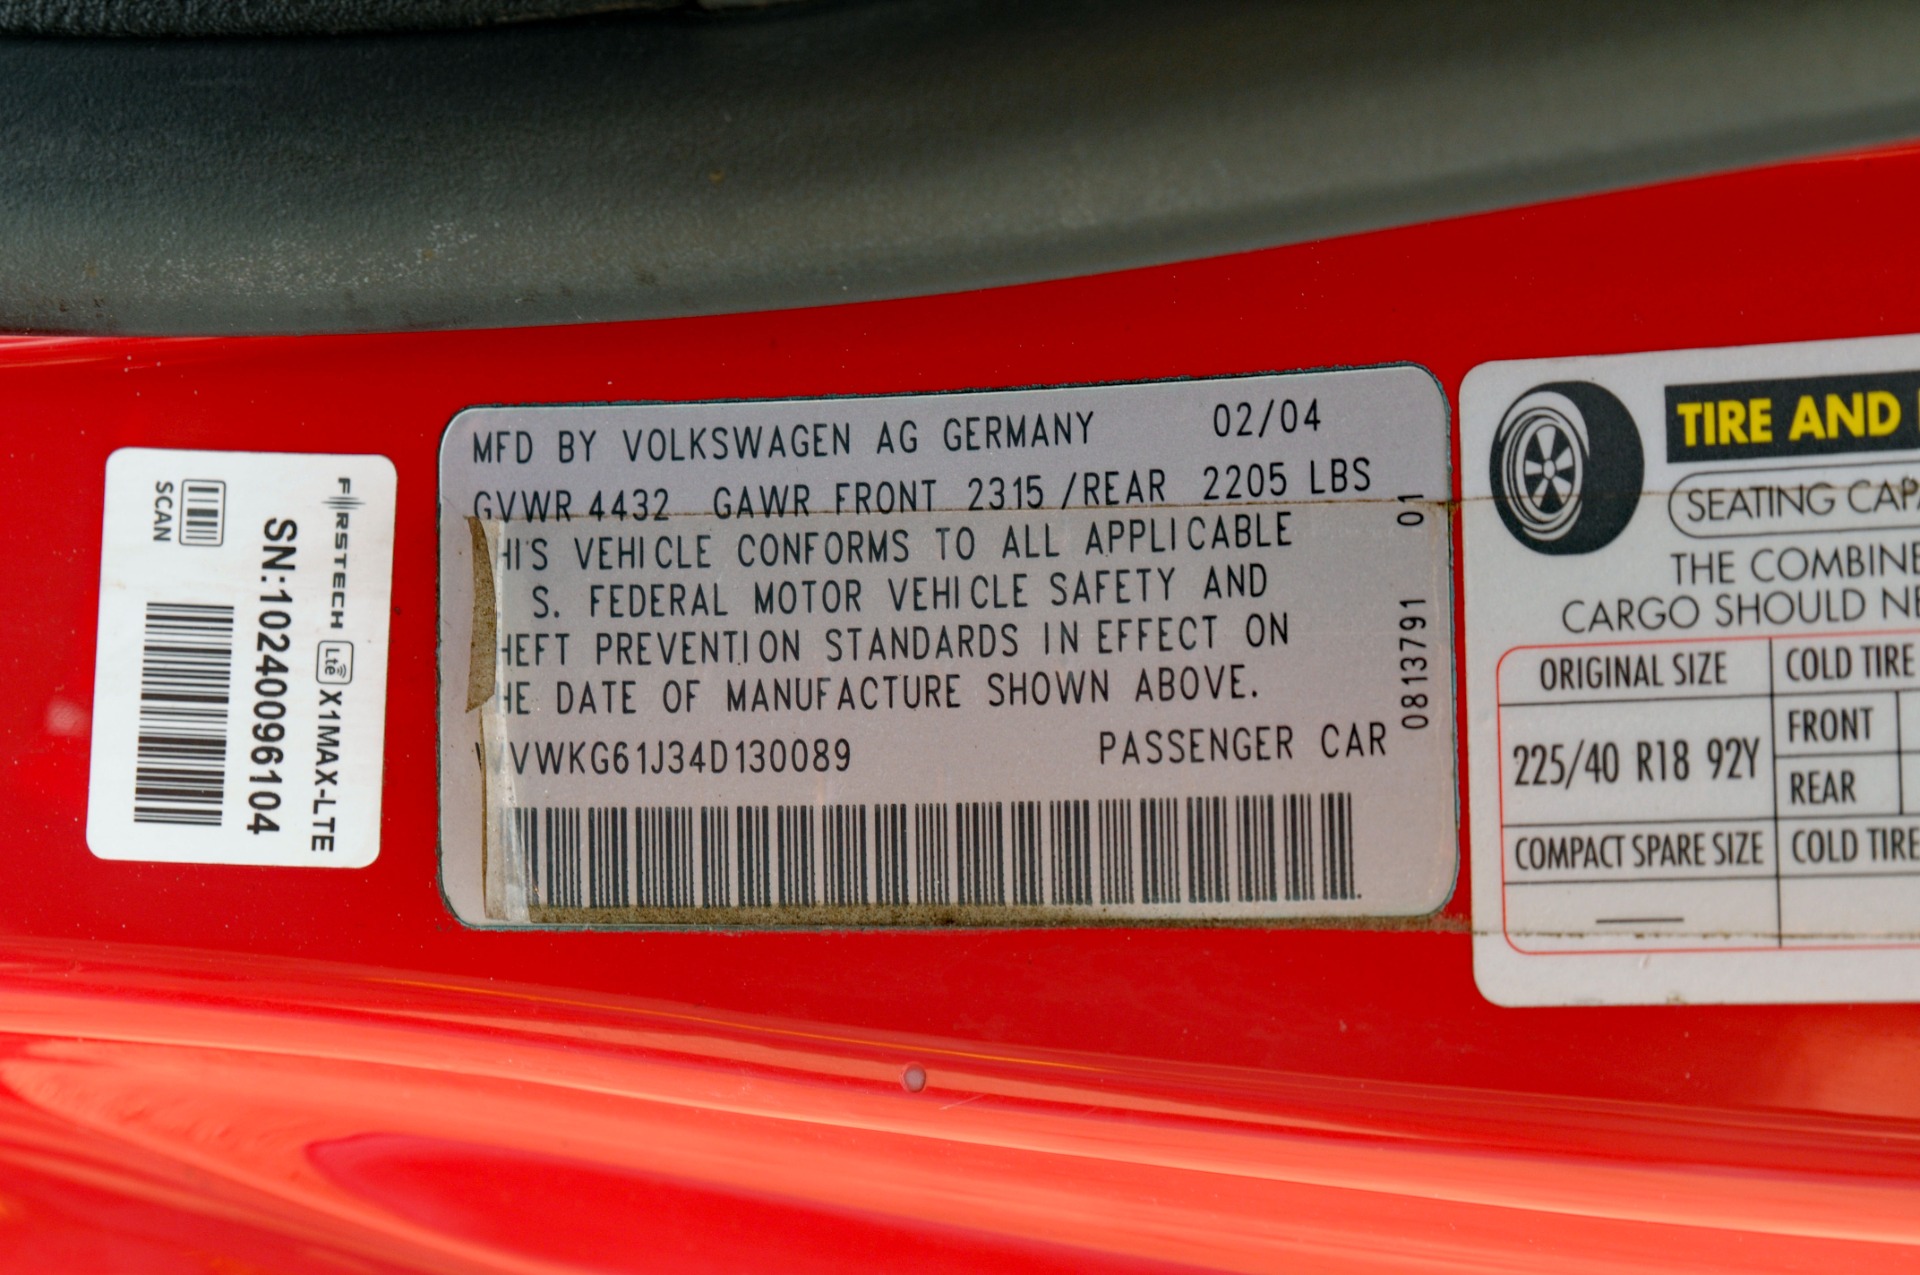 SCAN
SN:10240096104
FIRSTECH Lte X1MAX-LTE
MFD BY VOLKSWAGEN AG GERMANY 02/04
GVWR 4432 GAWR FRONT 2315 /REAR 2205 LBS
HIS VEHICLE CONFORMS TO ALL APPLICABLE
S. FEDERAL MOTOR VEHICLE SAFETY AND
HEFT PREVENTION STANDARDS IN EFFECT ON
HE DATE OF MANUFACTURE SHOWN ABOVE.
WVWKG61J34D130089 PASSENGER CAR
0813791 01
TIRE AND
SEATING CAPA
THE COMBINE
CARGO SHOULD NE
ORIGINAL SIZE COLD TIRE
225/40 R18 92Y FRONT
REAR
COMPACT SPARE SIZE COLD TIRE